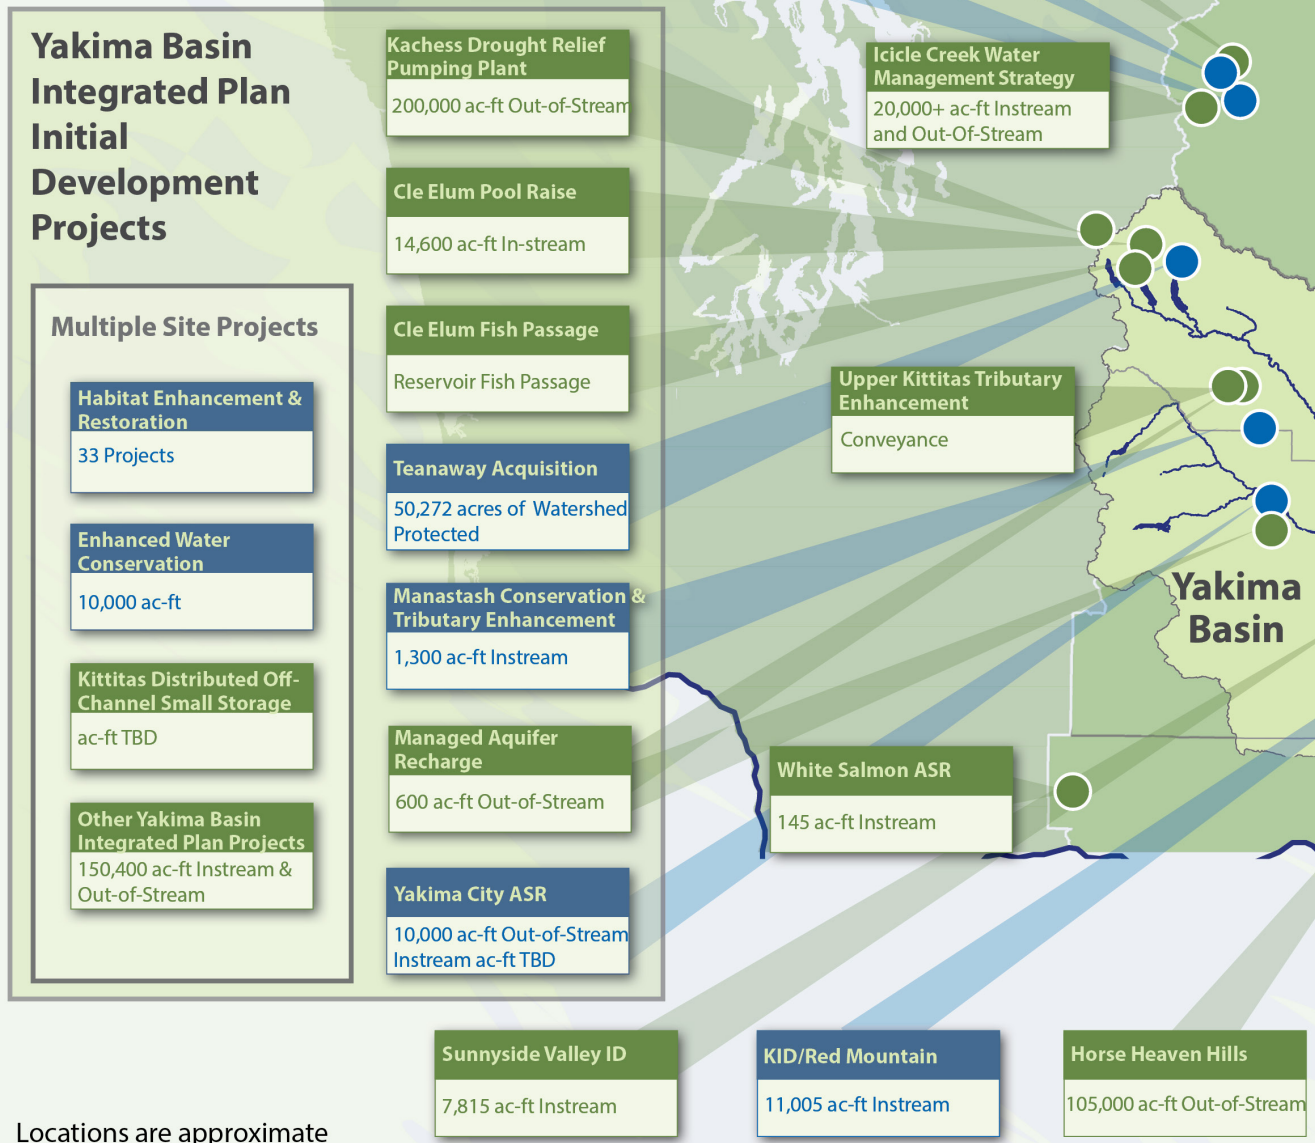 Yakima Basin
Integrated Plan
Initial
Development
Projects
Multiple Site Projects
Habitat Enhancement &
Restoration
33 Projects
Enhanced Water
Conservation
10,000 ac-ft
Kittitas Distributed Off-
Channel Small Storage
ac-ft TBD
Other Yakima Basin
Integrated Plan Projects
150,400 ac-ft Instream &
Out-of-Stream
Kachess Drought Relief
Pumping Plant
200,000 ac-ft Out-of-Stream
Cle Elum Pool Raise
14,600 ac-ft In-stream
Cle Elum Fish Passage
Reservoir Fish Passage
Teanaway Acquisition
50,272 acres of Watershed
Protected
Manastash Conservation &
Tributary Enhancement
1,300 ac-ft Instream
Managed Aquifer
Recharge
600 ac-ft Out-of-Stream
Yakima City ASR
10,000 ac-ft Out-of-Stream
Instream ac-ft TBD
Icicle Creek Water
Management Strategy
20,000+ ac-ft Instream
and Out-Of-Stream
Upper Kittitas Tributary
Enhancement
Conveyance
Yakima
Basin
White Salmon ASR
145 ac-ft Instream
Sunnyside Valley ID
7,815 ac-ft Instream
KID/Red Mountain
11,005 ac-ft Instream
Horse Heaven Hills
105,000 ac-ft Out-of-Stream
Locations are approximate